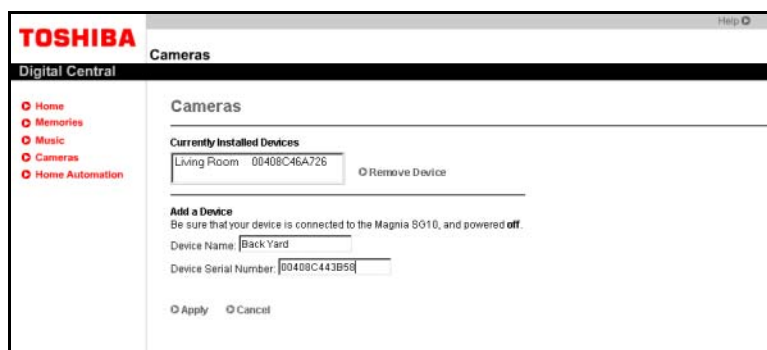 Help
TOSHIBA
Cameras
Digital Central
Home
Memories
Music
Cameras
Home Automation
Cameras
Currently Installed Devices
Living Room 00408C46A726
Remove Device
Add a Device
Be sure that your device is connected to the Magnia SG10, and powered off.
Device Name: Back Yard
Device Serial Number: 00408C443B58
Apply Cancel